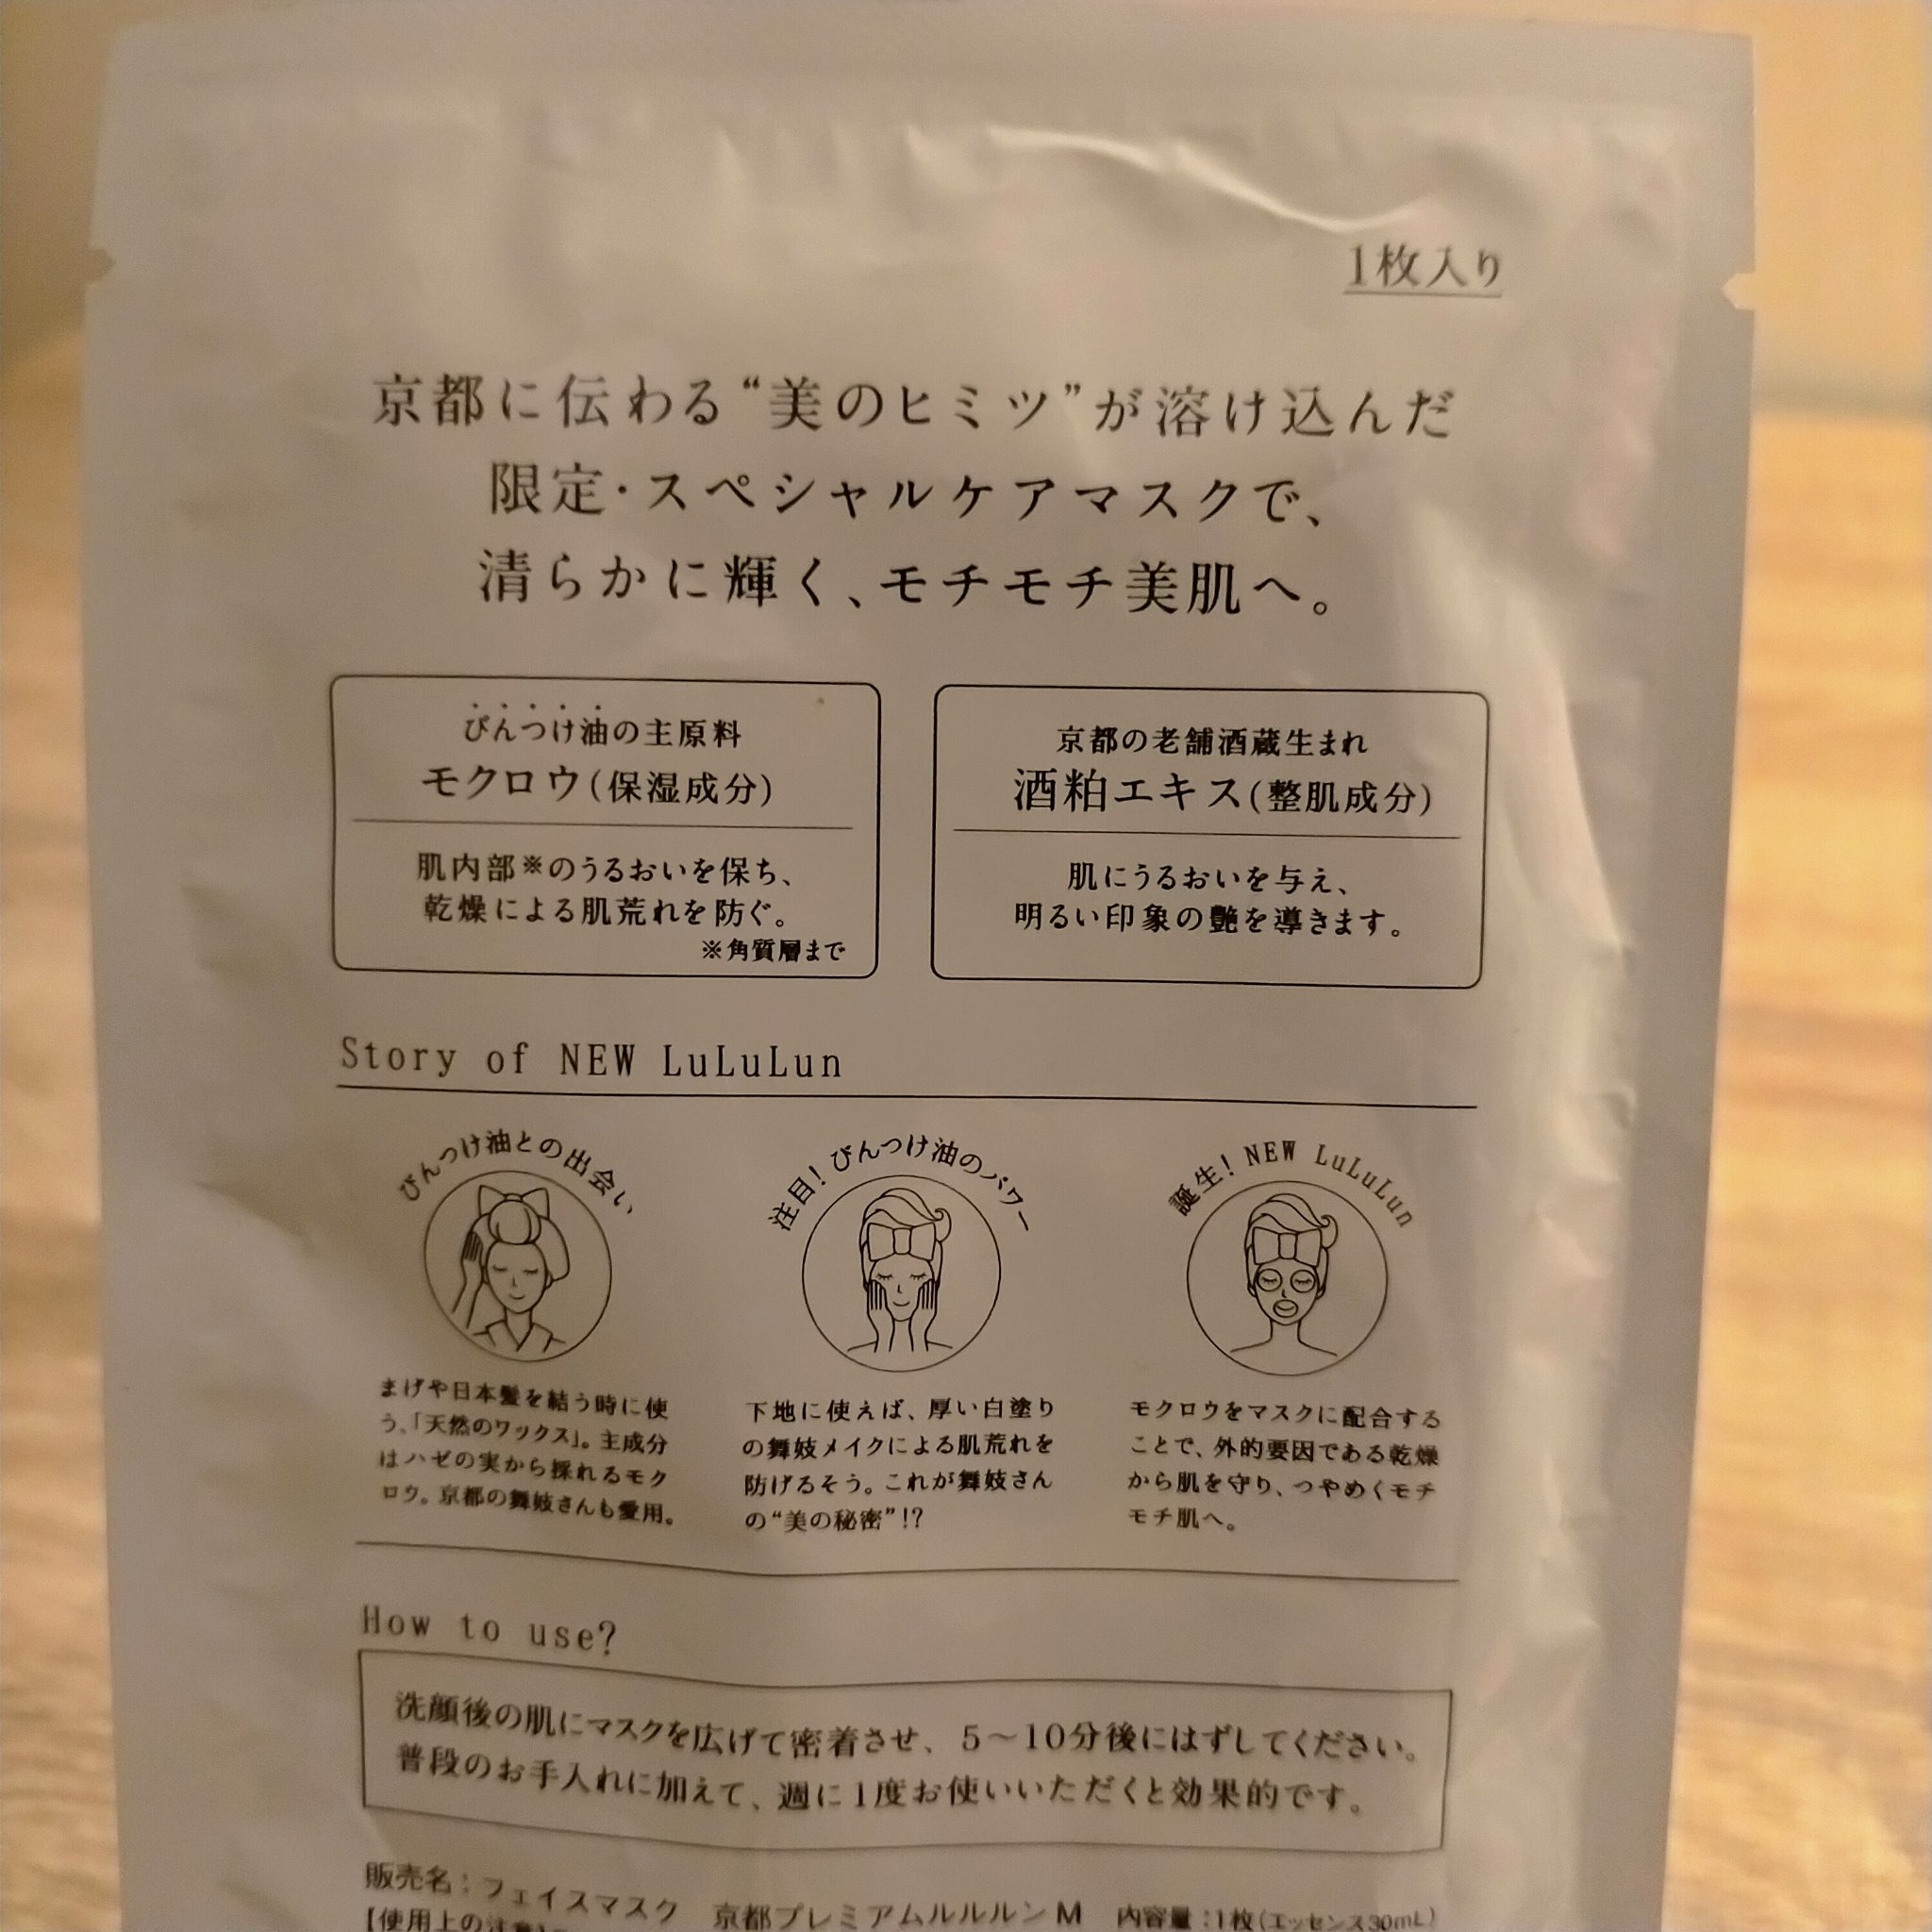 1枚入り
京都に伝わる“美のヒミツ”が溶け込んだ
限定・スペシャルケアマスクで、
清らかに輝く、モチモチ美肌へ。
びんつけ油の主原料
モクロウ(保湿成分)
肌内部※のうるおいを保ち、
乾燥による肌荒れを防ぐ。
※角質層まで
京都の老舗酒蔵生まれ
酒粕エキス(整肌成分)
肌にうるおいを与え、
明るい印象の艶を導きます。
Story of NEW LuLuLun
びんつけ油との出会い
まげや日本髪を結う時に使
う、「天然のワックス」。主成分
はハゼの実から採れるモク
ロウ。京都の舞妓さんも愛用。
注目!びんつけ油のパワー
下地に使えば、厚い白塗り
の舞妓メイクによる肌荒れを
防げるそう。これが舞妓さん
の“美の秘密”!?
誕生!NEW LuLuLun
モクロウをマスクに配合する
ことで、外的要因である乾燥
から肌を守り、つやめくモチ
モチ肌へ。
How to use?
洗顔後の肌にマスクを広げて密着させ、5〜10分後にはずしてください。
普段のお手入れに加えて、週に1度お使いいただくと効果的です。
販売名:フェイスマスク 京都プレミアムルルルンM 内容量:1枚(エッセンス30mL)
【使用上の注意】